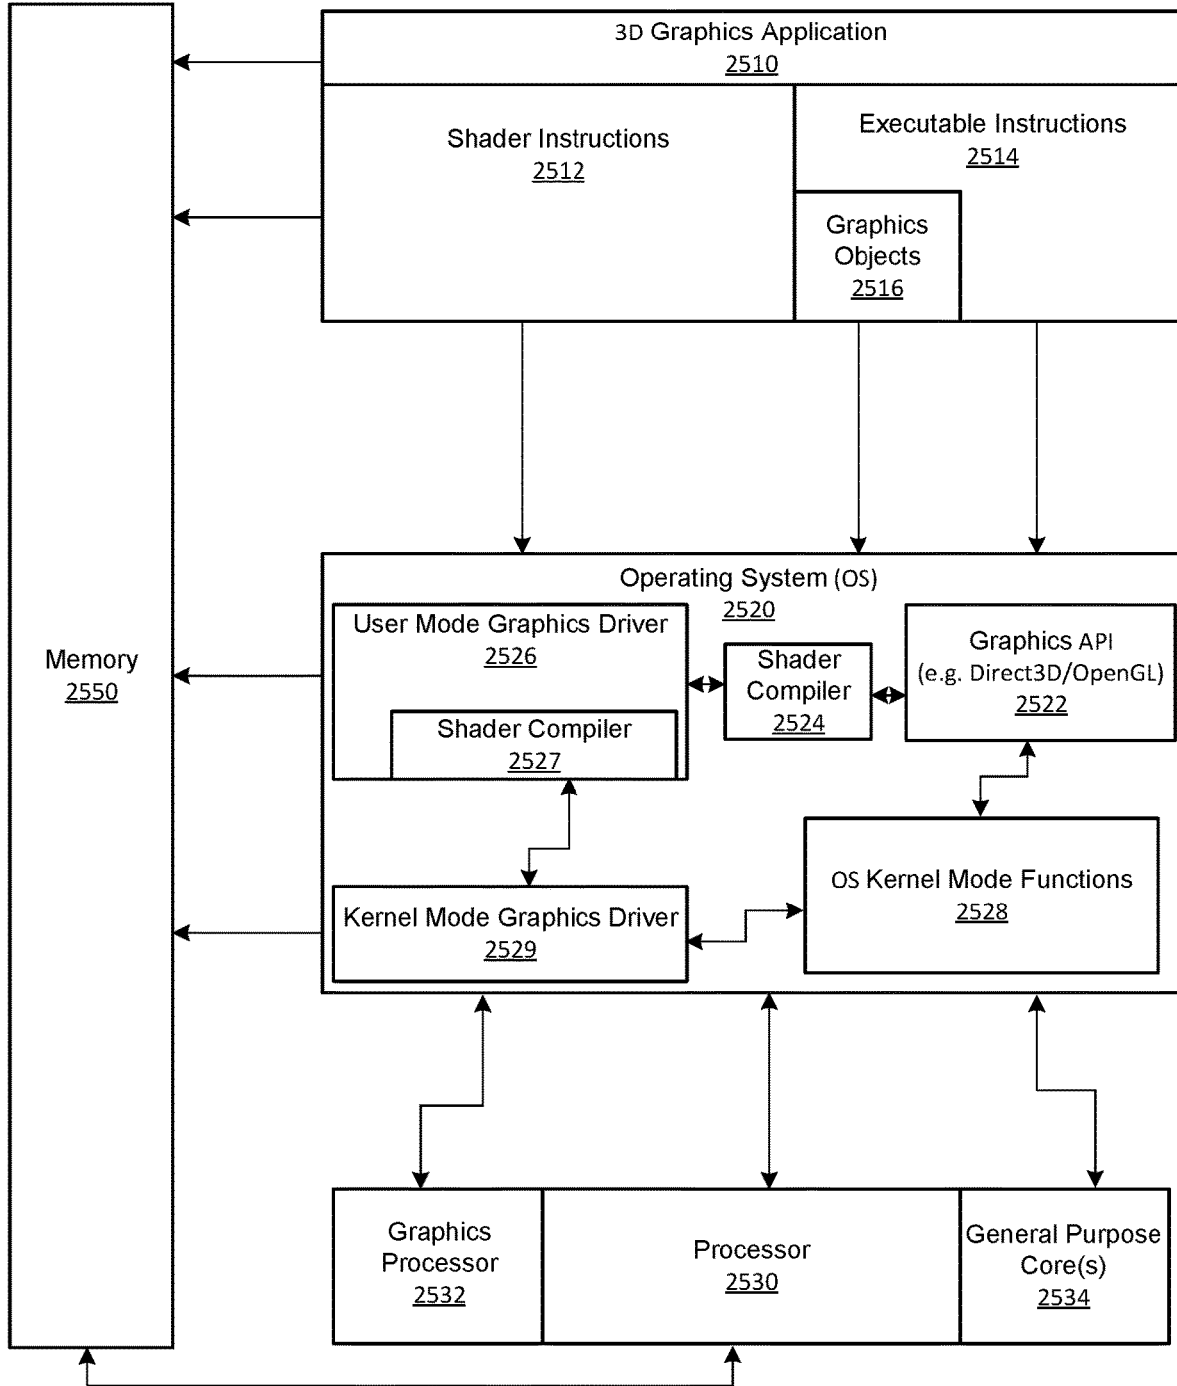 3D Graphics Application
2510
Shader Instructions
2512
Executable Instructions
2514
Graphics
Objects
2516
Memory
2550
Operating System (OS)
2520
User Mode Graphics Driver
2526
Shader Compiler
2527
Shader
Compiler
2524
Graphics API
(e.g. Direct3D/OpenGL)
2522
Kernel Mode Graphics Driver
2529
OS Kernel Mode Functions
2528
Graphics
Processor
2532
Processor
2530
General Purpose
Core(s)
2534